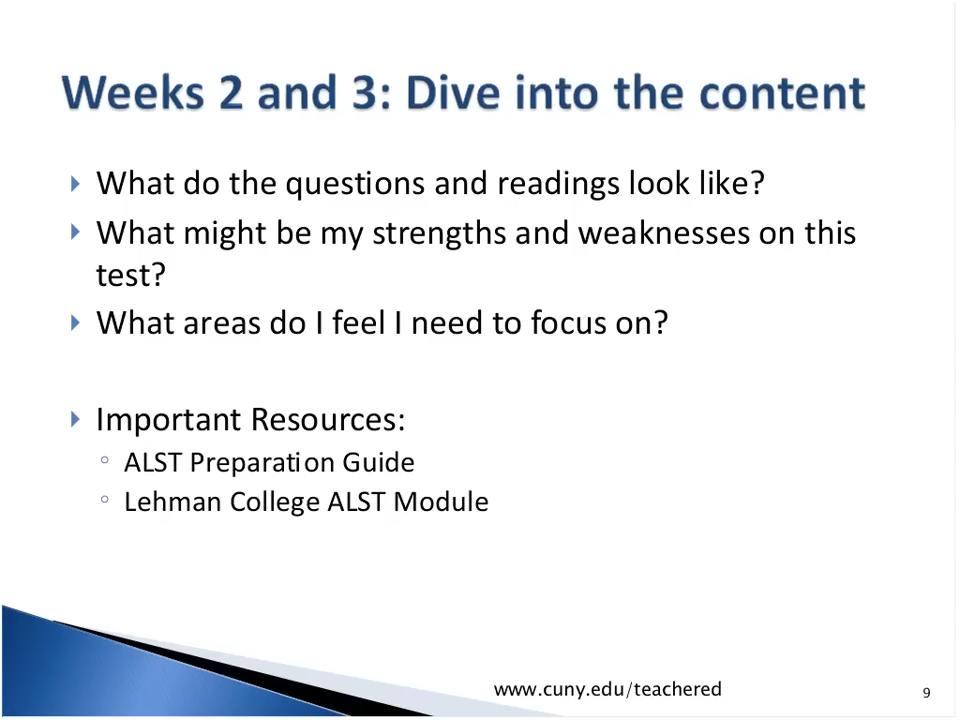 Weeks 2 and 3: Dive into the content
What do the questions and readings look like?
What might be my strengths and weaknesses on this
test?
What areas do I feel I need to focus on?
Important Resources:
ALST Preparation Guide
Lehman College ALST Module
www.cuny.edu/teachered
9